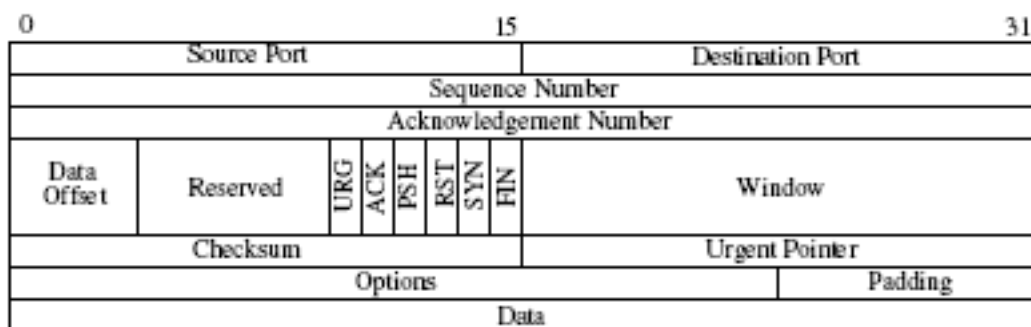 0 15 31
Source Port Destination Port
Sequence Number
Acknowledgement Number
Data Offset Reserved URG ACK PSH RST SYN FIN Window
Checksum Urgent Pointer
Options Padding
Data